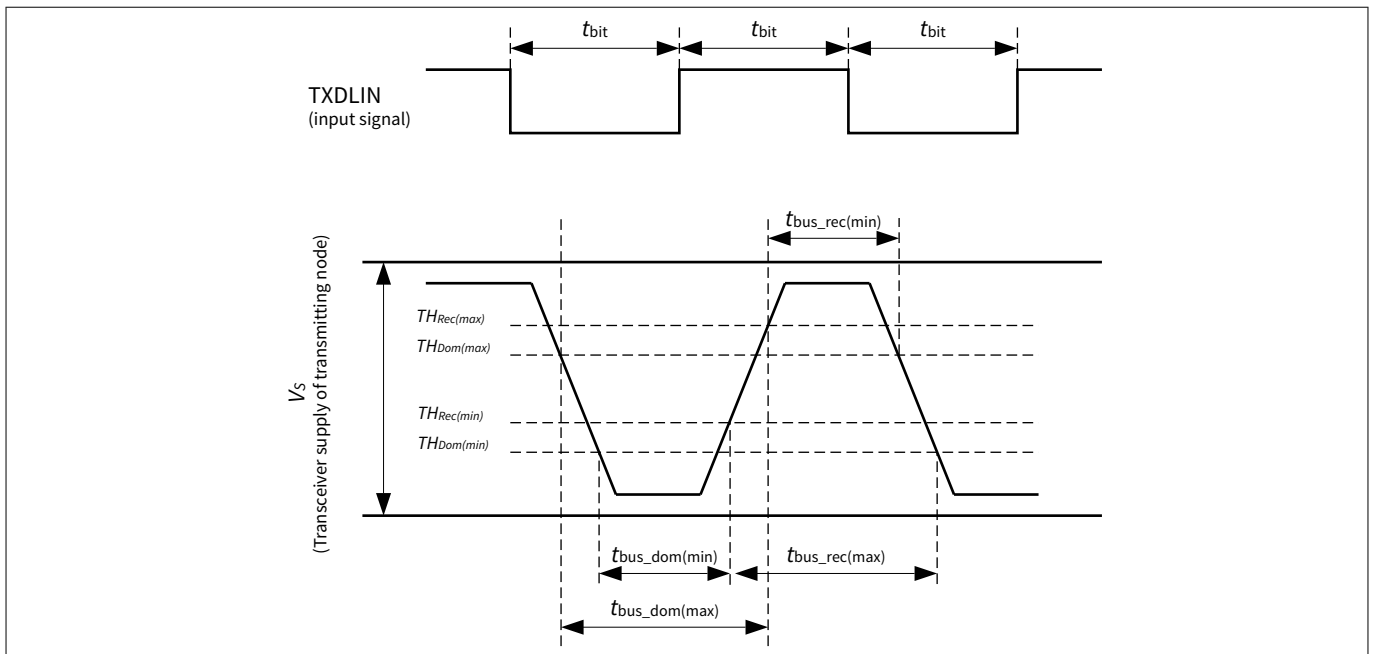 tbit tbit tbit
TXDLIN
(input signal)
tbus_rec(min)
VS
(Transceiver supply of transmitting node)
THRec(max)
THDom(max)
THRec(min)
THDom(min)
tbus_dom(min) tbus_rec(max)
tbus_dom(max)